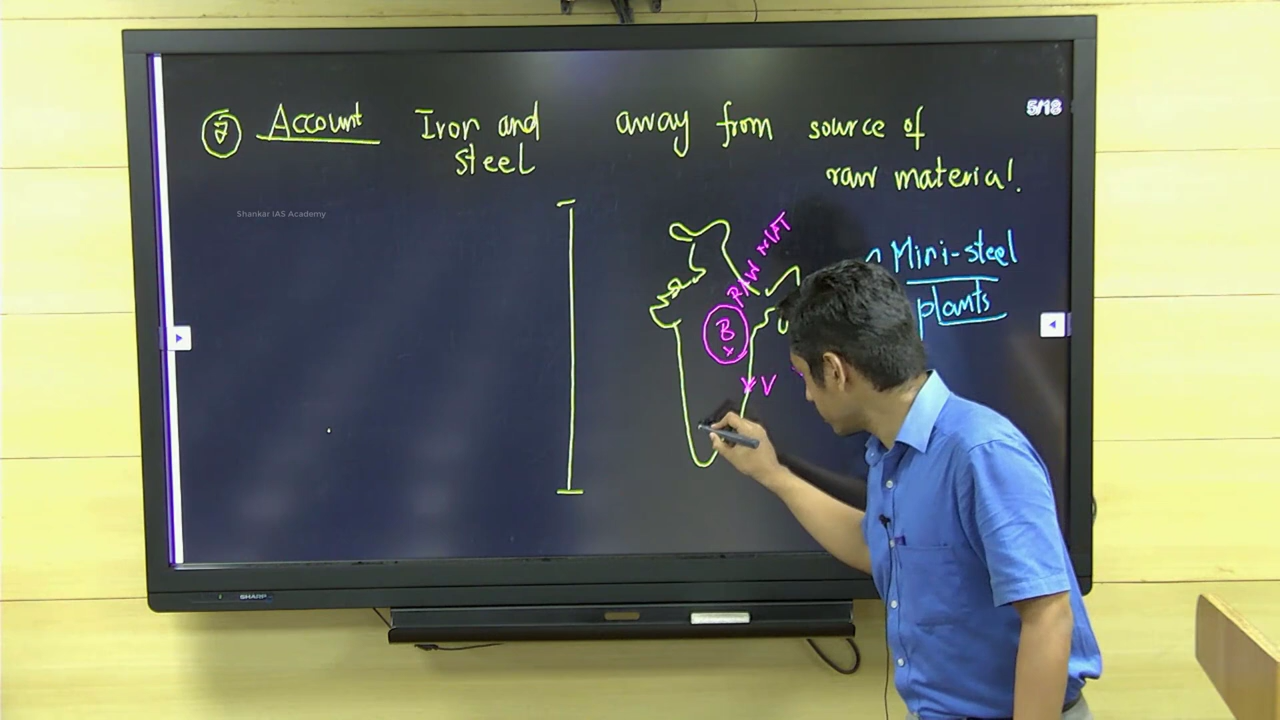 Account Iron and steel away from source of raw material.
5/18
Shankar IAS Academy
Mini-steel
plants
RAW MAT
B
x
V
SHARP